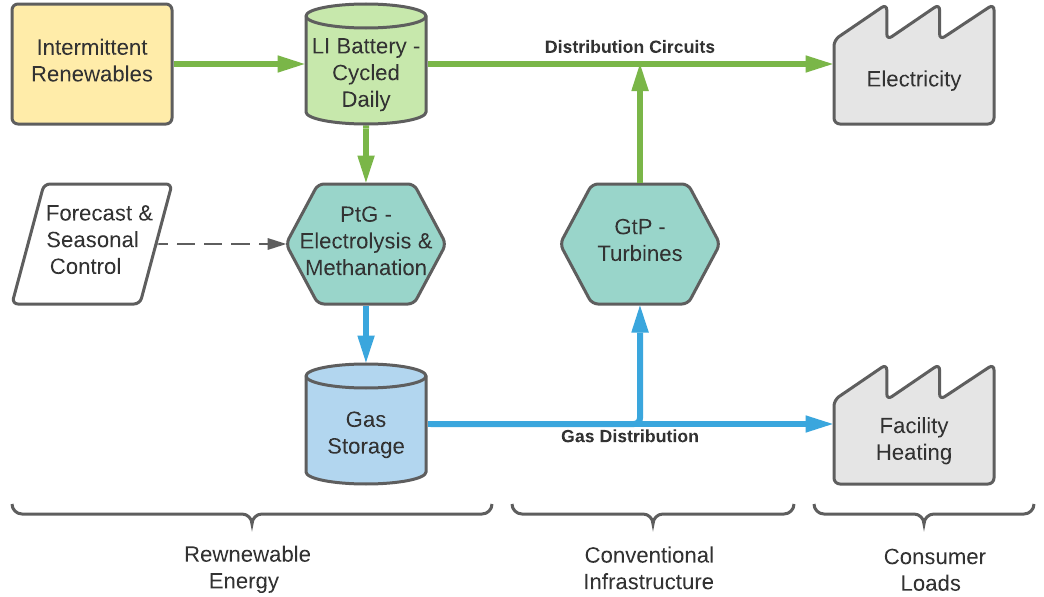 Intermittent
Renewables
LI Battery -
Cycled
Daily
Distribution Circuits
Electricity
Forecast &
Seasonal
Control
PtG -
Electrolysis &
Methanation
GtP -
Turbines
Gas
Storage
Gas Distribution
Facility
Heating
Rewnewable
Energy
Conventional
Infrastructure
Consumer
Loads